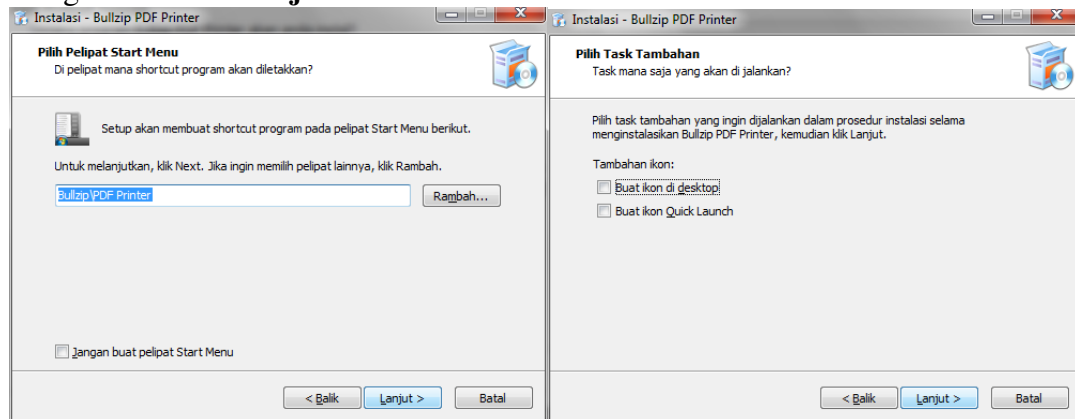 Instalasi - Bullzip PDF Printer
Pilih Pelipat Start Menu
Di pelipat mana shortcut program akan diletakkan?
Setup akan membuat shortcut program pada pelipat Start Menu berikut.
Untuk melanjutkan, klik Next. Jika ingin memilih pelipat lainnya, klik Rambah.
Bullzip\PDF Printer
Rambah...
Jangan buat pelipat Start Menu
< Balik
Lanjut >
Batal
Instalasi - Bullzip PDF Printer
Pilih Task Tambahan
Task mana saja yang akan di jalankan?
Pilih task tambahan yang ingin dijalankan dalam prosedur instalasi selama
menginstalasikan Bullzip PDF Printer, kemudian klik Lanjut.
Tambahan ikon:
Buat ikon di desktop
Buat ikon Quick Launch
< Balik
Lanjut >
Batal